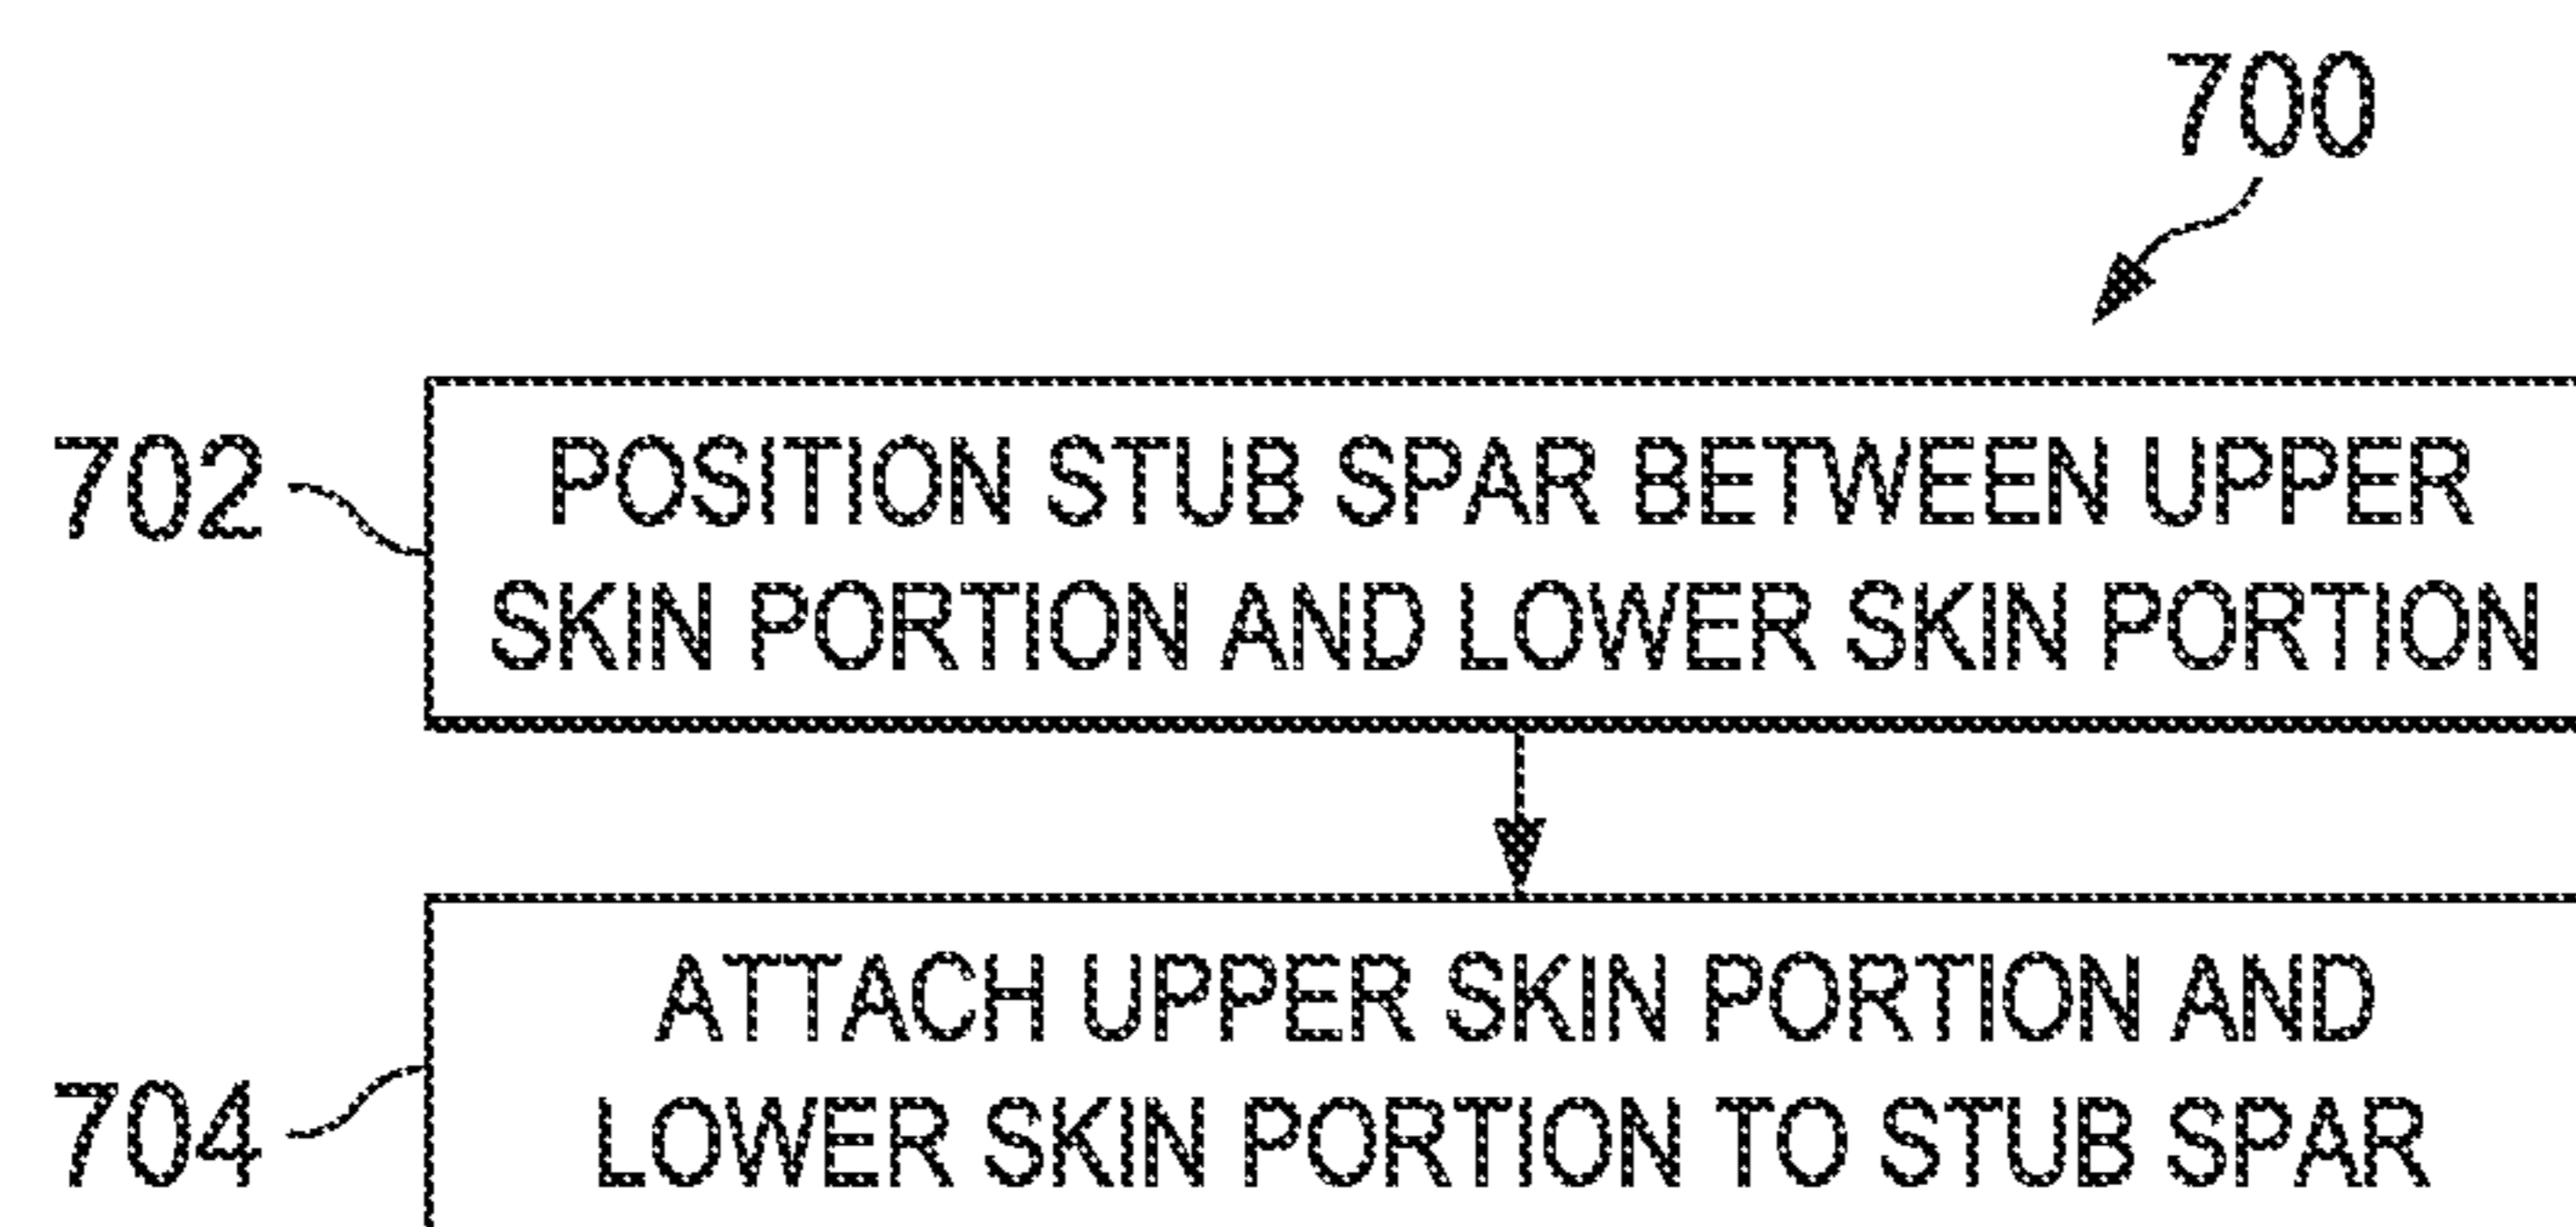 700
702
POSITION STUB SPAR BETWEEN UPPER
SKIN PORTION AND LOWER SKIN PORTION
704
ATTACH UPPER SKIN PORTION AND
LOWER SKIN PORTION TO STUB SPAR